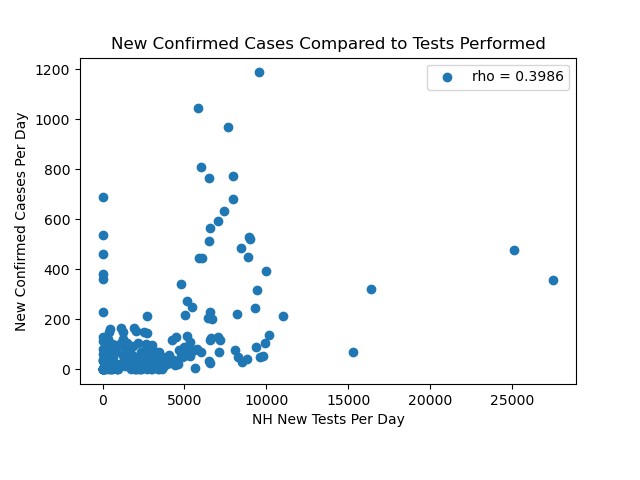 New Confirmed Cases Compared to Tests Performed
rho = 0.3986
New Confirmed Caeses Per Day
1200
1000
800
600
400
200
0
0 5000 10000 15000 20000 25000
NH New Tests Per Day